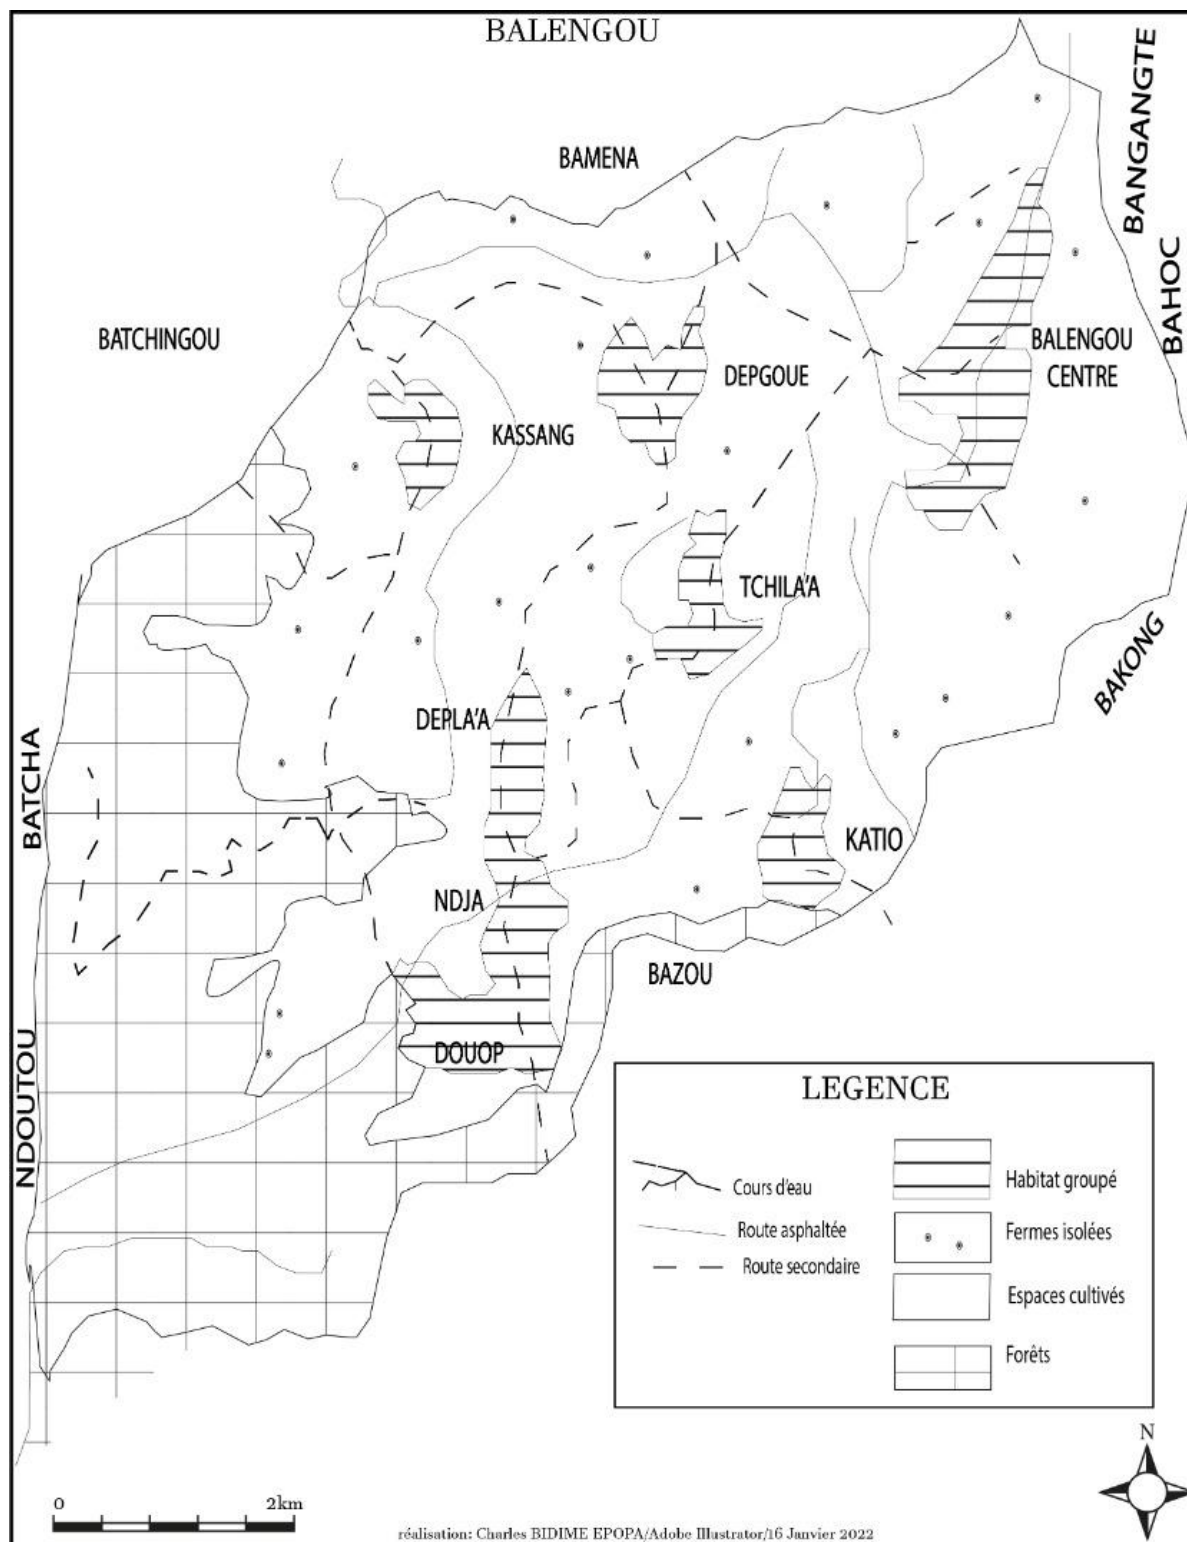 BALENGOU
BANGANGTE
BAMENA
BAHOC
BATCHINGOU
BALENGOU
CENTRE
DEPGOUE
KASSANG
TCHILA'A
BAKONG
DEPLA'A
BATCHA
KATIO
NDJA
BAZOU
DOUOP
NDOUTOU
LEGENCE
Cours d'eau
Route asphaltée
Route secondaire
Habitat groupé
Fermes isolées
Espaces cultivés
Forêts
N
0 2km
réalisation: Charles BIDIME EPOPA/Adobe Illustrator/16 Janvier 2022